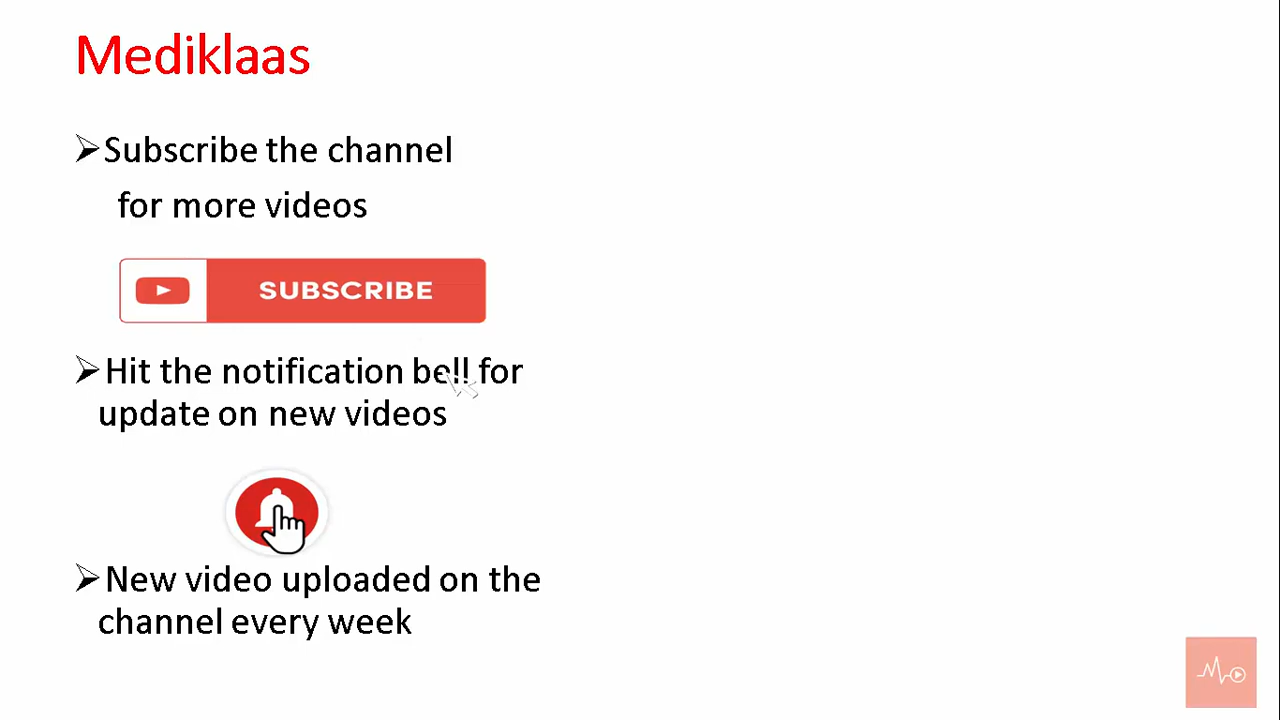 Mediklaas
Subscribe the channel
for more videos
SUBSCRIBE
Hit the notification bell for
update on new videos
New video uploaded on the
channel every week